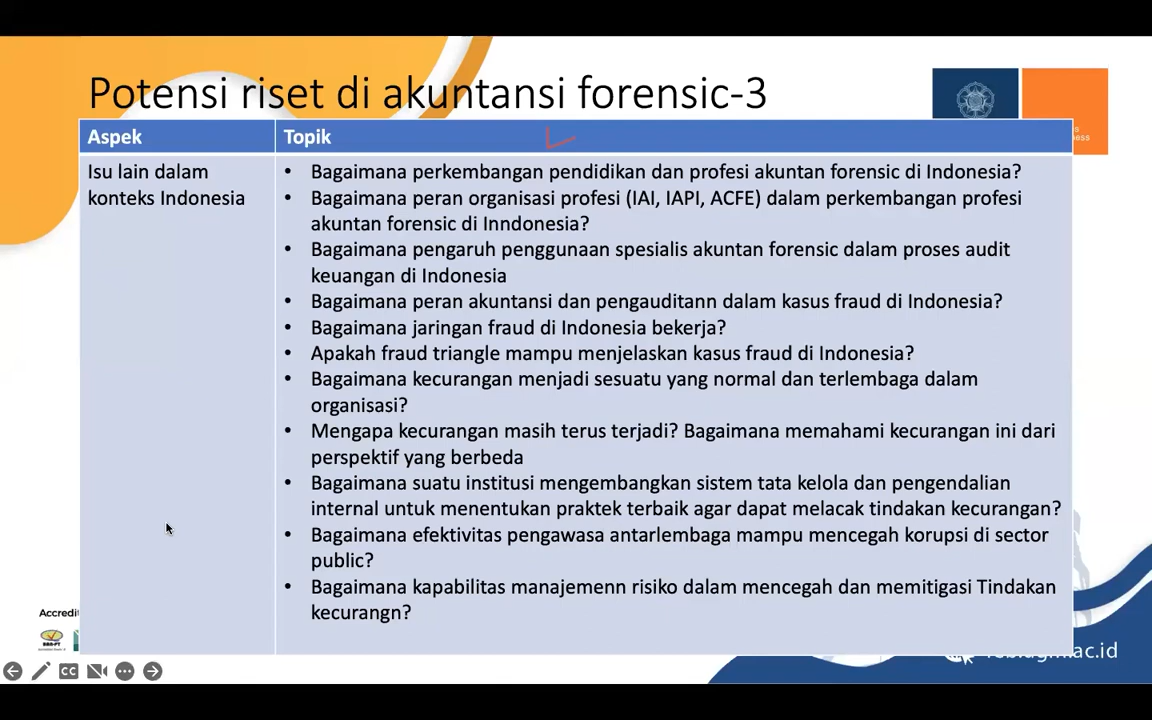 Potensi riset di akuntansi forensic-3
Aspek
Topik
Isu lain dalam
konteks Indonesia
• Bagaimana perkembangan pendidikan dan profesi akuntan forensic di Indonesia?
• Bagaimana peran organisasi profesi (IAI, IAPI, ACFE) dalam perkembangan profesi
akuntan forensic di Inndonesia?
• Bagaimana pengaruh penggunaan spesialis akuntan forensic dalam proses audit
keuangan di Indonesia
• Bagaimana peran akuntansi dan pengauditann dalam kasus fraud di Indonesia?
• Bagaimana jaringan fraud di Indonesia bekerja?
• Apakah fraud triangle mampu menjelaskan kasus fraud di Indonesia?
• Bagaimana kecurangan menjadi sesuatu yang normal dan terlembaga dalam
organisasi?
• Mengapa kecurangan masih terus terjadi? Bagaimana memahami kecurangan ini dari
perspektif yang berbeda
• Bagaimana suatu institusi mengembangkan sistem tata kelola dan pengendalian
internal untuk menentukan praktek terbaik agar dapat melacak tindakan kecurangan?
• Bagaimana efektivitas pengawasa antarlembaga mampu mencegah korupsi di sector
public?
• Bagaimana kapabilitas manajemenn risiko dalam mencegah dan memitigasi Tindakan
kecurangn?
CC